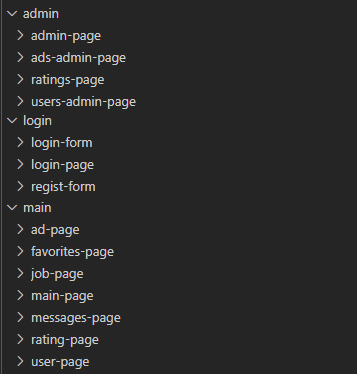 admin
admin-page
ads-admin-page
ratings-page
users-admin-page
login
login-form
login-page
regist-form
main
ad-page
favorites-page
job-page
main-page
messages-page
rating-page
user-page